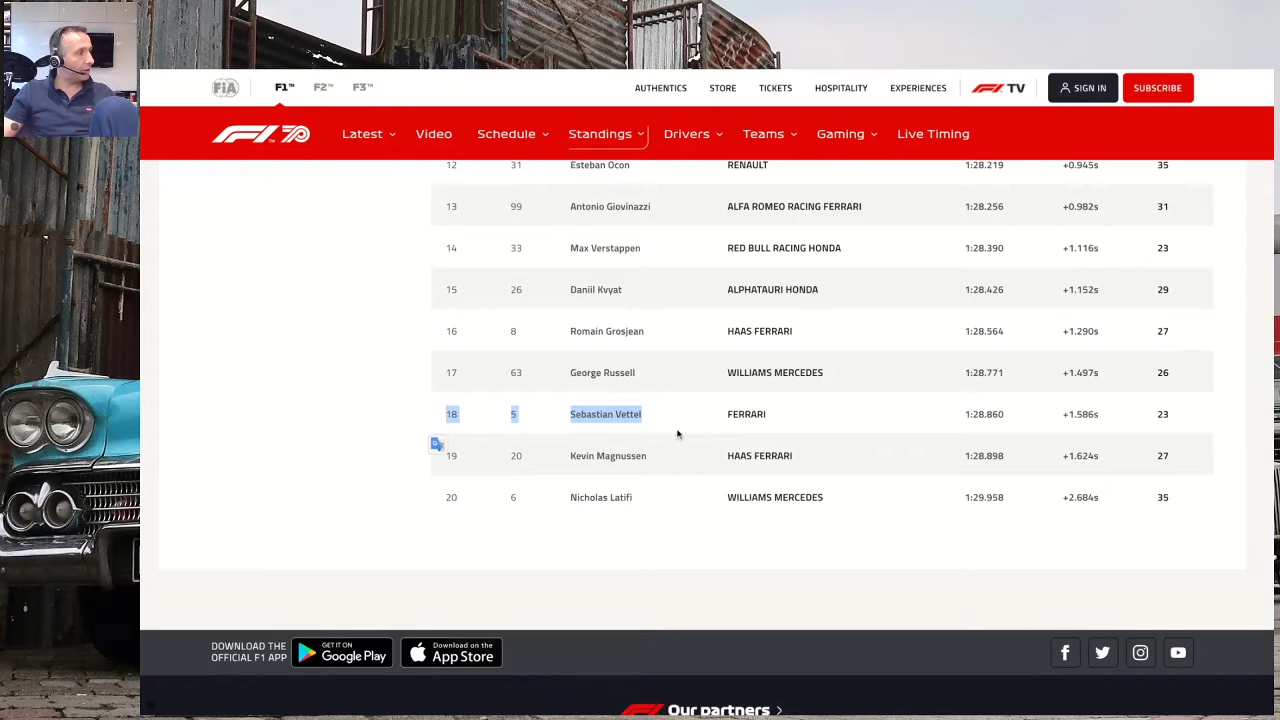 FiA F1™ F2™ F3™ AUTHENTICS STORE TICKETS HOSPITALITY EXPERIENCES F1 TV SIGN IN SUBSCRIBE
F1 70 Latest Video Schedule Standings Drivers Teams Gaming Live Timing
12 31 Esteban Ocon RENAULT 1:28.219 +0.945s 35
13 99 Antonio Giovinazzi ALFA ROMEO RACING FERRARI 1:28.256 +0.982s 31
14 33 Max Verstappen RED BULL RACING HONDA 1:28.390 +1.116s 23
15 26 Daniil Kvyat ALPHATAURI HONDA 1:28.426 +1.152s 29
16 8 Romain Grosjean HAAS FERRARI 1:28.564 +1.290s 27
17 63 George Russell WILLIAMS MERCEDES 1:28.771 +1.497s 26
18 5 Sebastian Vettel FERRARI 1:28.860 +1.586s 23
19 20 Kevin Magnussen HAAS FERRARI 1:28.898 +1.624s 27
20 6 Nicholas Latifi WILLIAMS MERCEDES 1:29.958 +2.684s 35
DOWNLOAD THE
OFFICIAL F1 APP
GET IT ON
Google Play
Download on the
App Store
F1 Our partners